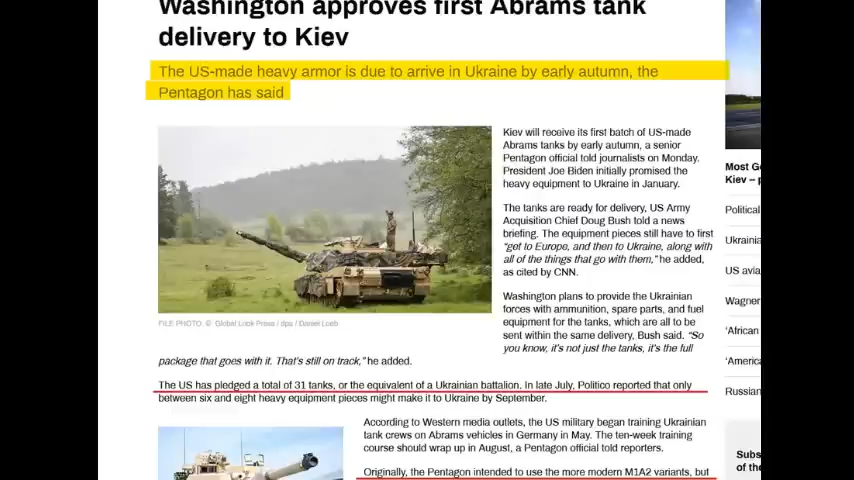 Washington approves first Abrams tank
delivery to Kiev
The US-made heavy armor is due to arrive in Ukraine by early autumn, the
Pentagon has said
Kiev will receive its first batch of US-made
Abrams tanks by early autumn, a senior
Pentagon official told journalists on Monday.
President Joe Biden initially promised the
heavy equipment to Ukraine in January.
The tanks are ready for delivery, US Army
Acquisition Chief Doug Bush told a news
briefing. The equipment pieces still have to first
"get to Europe, and then to Ukraine, along with
all of the things that go with them," he added,
as cited by CNN.
Washington plans to provide the Ukrainian
forces with ammunition, spare parts, and fuel
equipment for the tanks, which are all to be
sent within the same delivery, Bush said. "So
you know, it's not just the tanks, it's the full
FILE PHOTO. © Global Look Press / dpa / Daniel Loeb
package that goes with it. That's still on track," he added.
The US has pledged a total of 31 tanks, or the equivalent of a Ukrainian battalion. In late July, Politico reported that only
between six and eight heavy equipment pieces might make it to Ukraine by September.
According to Western media outlets, the US military began training Ukrainian
tank crews on Abrams vehicles in Germany in May. The ten-week training
course should wrap up in August, a Pentagon official told reporters.
Originally, the Pentagon intended to use the more modern M1A2 variants, but
Most G
Kiev –
Political
Ukrainia
US avia
Wagner
'African
'Americ
Russian
Subs
of the